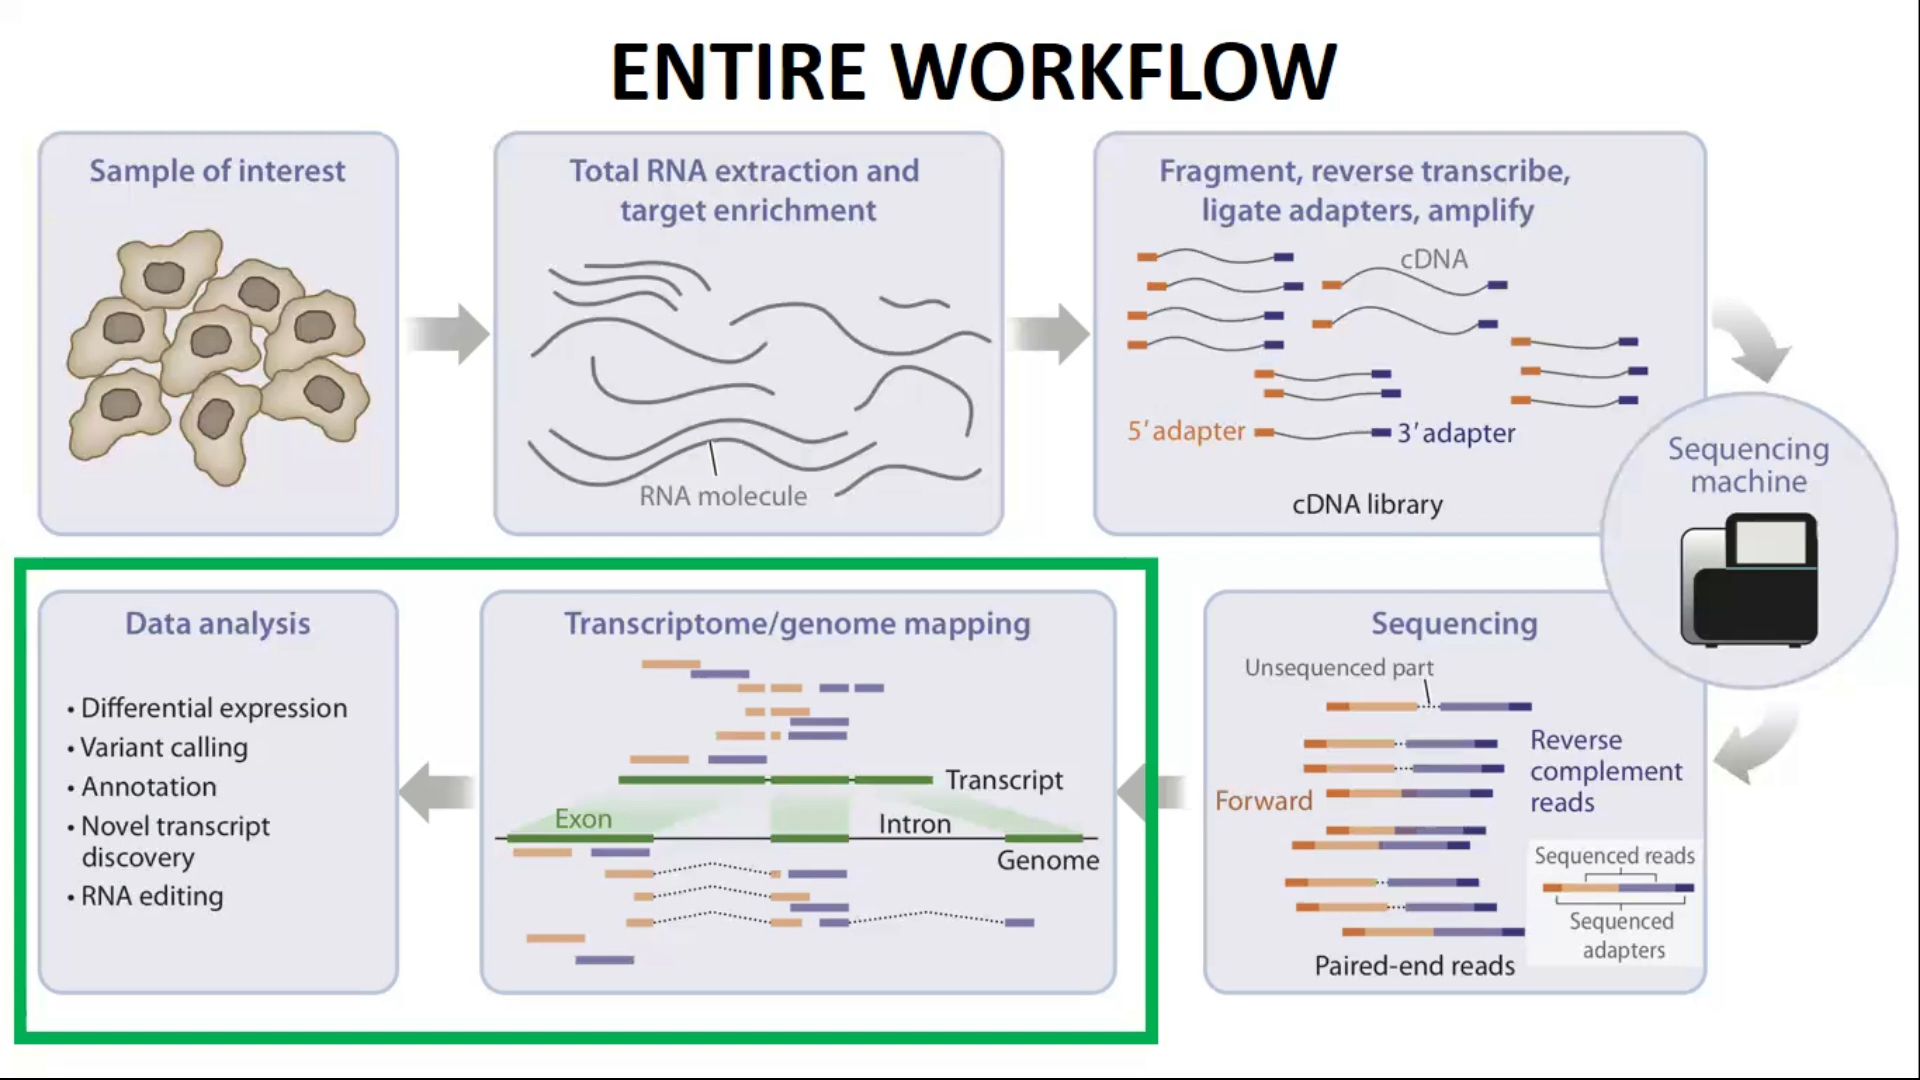 ENTIRE WORKFLOW
Sample of interest
Total RNA extraction and
target enrichment
RNA molecule
Fragment, reverse transcribe,
ligate adapters, amplify
cDNA
5′ adapter
3′ adapter
cDNA library
Sequencing
machine
Sequencing
Unsequenced part
Forward
Reverse
complement
reads
Sequenced reads
Sequenced
adapters
Paired-end reads
Transcriptome/genome mapping
Transcript
Exon
Intron
Genome
Data analysis
• Differential expression
• Variant calling
• Annotation
• Novel transcript
discovery
• RNA editing